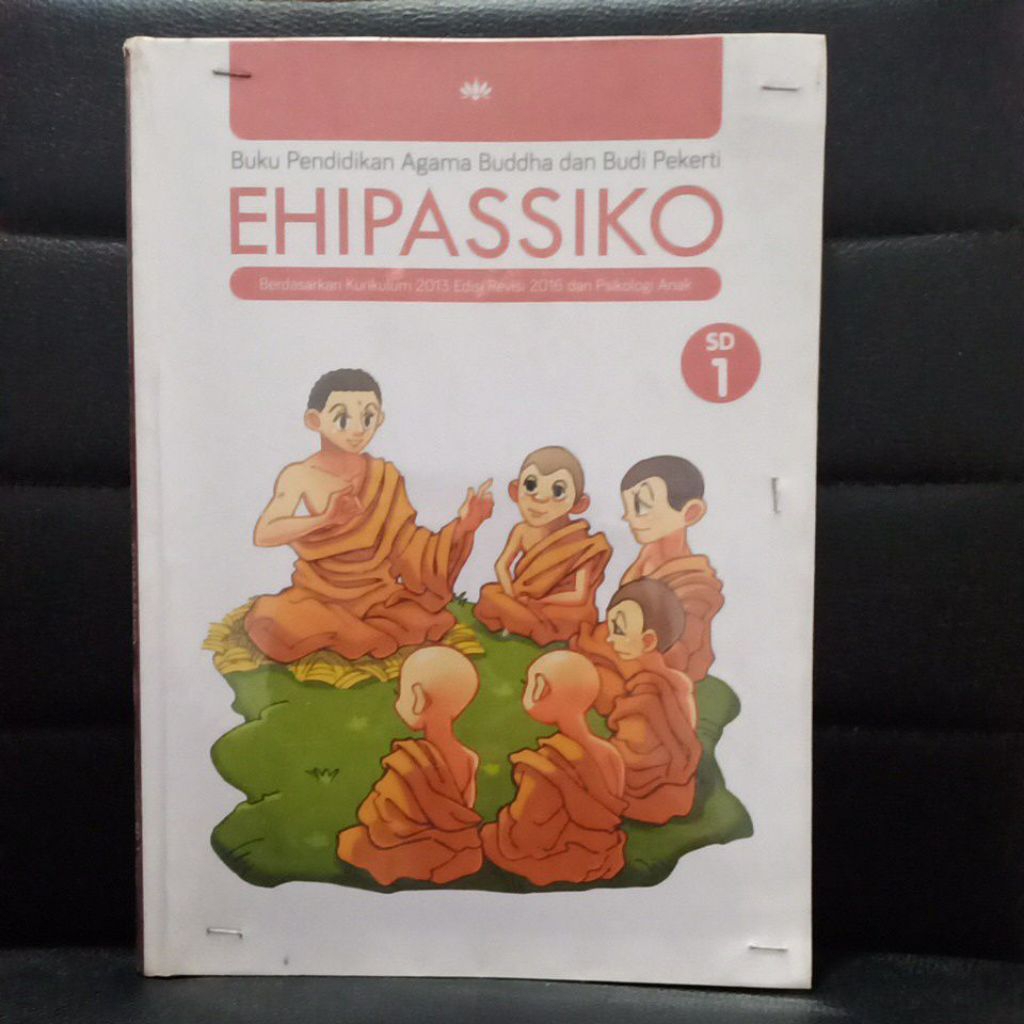 Buku Pendidikan Agama Buddha dan Budi Pekerti
EHIPASSIKO
Berdasarkan Kurikulum 2013 Edisi Revisi 2016 dan Psikologi Anak
SD
1